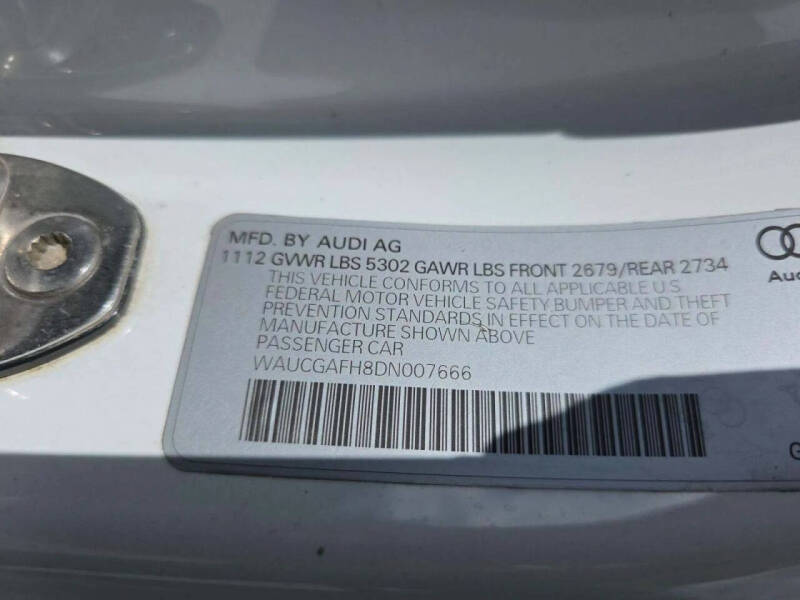 MFD. BY AUDI AG
1112 GVWR LBS 5302 GAWR LBS FRONT 2679/REAR 2734
THIS VEHICLE CONFORMS TO ALL APPLICABLE U.S.
FEDERAL MOTOR VEHICLE SAFETY, BUMPER AND THEFT
PREVENTION STANDARDS IN EFFECT ON THE DATE OF
MANUFACTURE SHOWN ABOVE
PASSENGER CAR
WAUCGAFH8DN007666